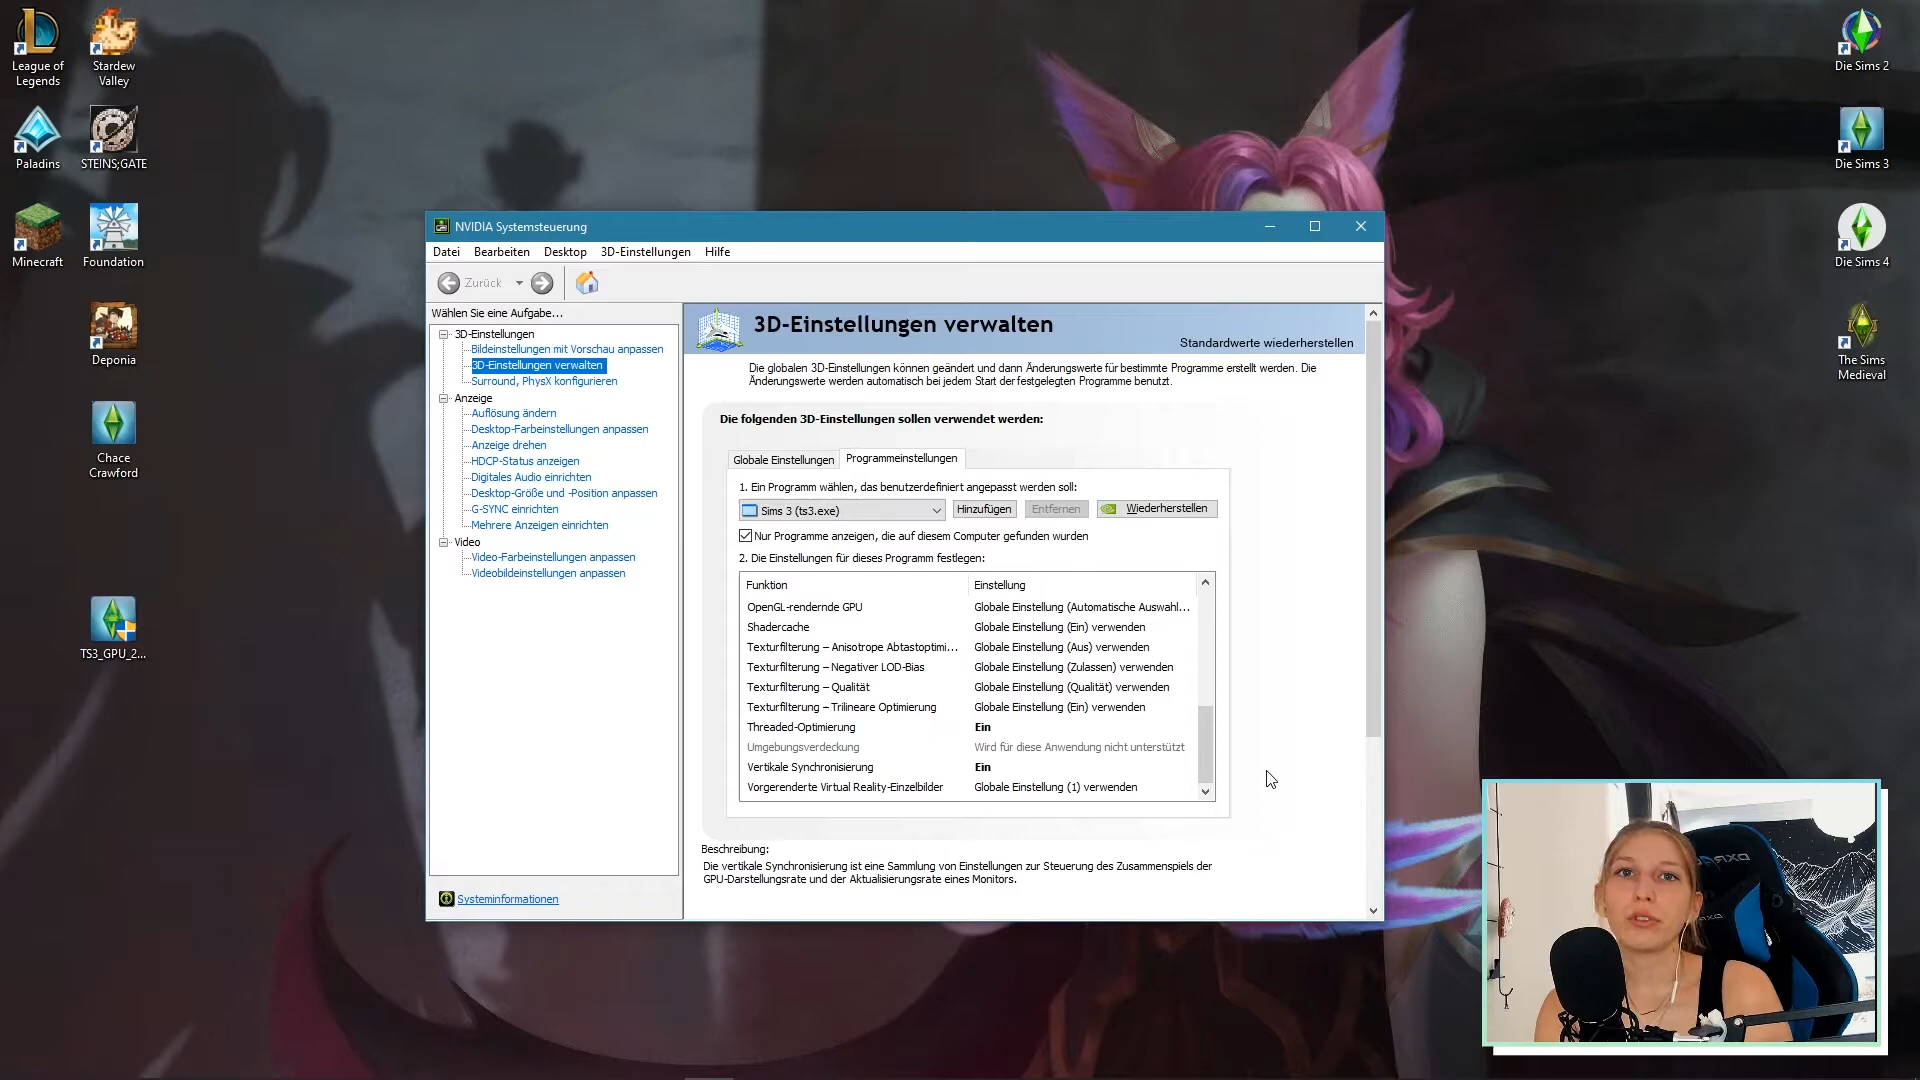 League of
Legends
Stardew
Valley
Paladins
STEINS;GATE
Minecraft
Foundation
Deponia
Chace
Crawford
TS3_GPU_2...
Die Sims 2
Die Sims 3
Die Sims 4
The Sims
Medieval
NVIDIA Systemsteuerung
Datei Bearbeiten Desktop 3D-Einstellungen Hilfe
Zurück
Wählen Sie eine Aufgabe...
3D-Einstellungen
Bildeinstellungen mit Vorschau anpassen
3D-Einstellungen verwalten
Surround, PhysX konfigurieren
Anzeige
Auflösung ändern
Desktop-Farbeinstellungen anpassen
Anzeige drehen
HDCP-Status anzeigen
Digitales Audio einrichten
Desktop-Größe und -Position anpassen
G-SYNC einrichten
Mehrere Anzeigen einrichten
Video
Video-Farbeinstellungen anpassen
Videobildeinstellungen anpassen
Systeminformationen
3D-Einstellungen verwalten
Standardwerte wiederherstellen
Die globalen 3D-Einstellungen können geändert und dann Änderungswerte für bestimmte Programme erstellt werden. Die
Änderungswerte werden automatisch bei jedem Start der festgelegten Programme benutzt.
Die folgenden 3D-Einstellungen sollen verwendet werden:
Globale Einstellungen Programmeinstellungen
1. Ein Programm wählen, das benutzerdefiniert angepasst werden soll:
Sims 3 (ts3.exe) Hinzufügen Entfernen Wiederherstellen
Nur Programme anzeigen, die auf diesem Computer gefunden wurden
2. Die Einstellungen für dieses Programm festlegen:
Funktion Einstellung
OpenGL-rendernde GPU Globale Einstellung (Automatische Auswahl...
Shadercache Globale Einstellung (Ein) verwenden
Texturfilterung – Anisotrope Abtastoptimi... Globale Einstellung (Aus) verwenden
Texturfilterung – Negativer LOD-Bias Globale Einstellung (Zulassen) verwenden
Texturfilterung – Qualität Globale Einstellung (Qualität) verwenden
Texturfilterung – Trilineare Optimierung Globale Einstellung (Ein) verwenden
Threaded-Optimierung Ein
Umgebungsverdeckung Wird für diese Anwendung nicht unterstützt
Vertikale Synchronisierung Ein
Vorgerenderte Virtual Reality-Einzelbilder Globale Einstellung (1) verwenden
Beschreibung:
Die vertikale Synchronisierung ist eine Sammlung von Einstellungen zur Steuerung des Zusammenspiels der
GPU-Darstellungsrate und der Aktualisierungsrate eines Monitors.